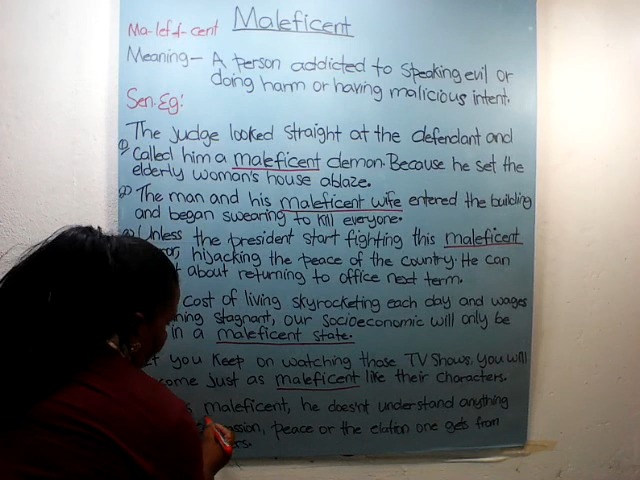 Maleficent
Ma-lef-i-cent
Meaning- A person addicted to speaking evil or
doing harm or having malicious intent.
Sen. Eg:
The judge looked straight at the defendant and
1) called him a maleficent demon. Because he set the
elderly woman's house ablaze.
2) The man and his maleficent wife entered the building
and began swearing to kill everyone.
Unless the president start fighting this maleficent
hijacking the peace of the country. He can
about returning to office next term.
cost of living skyrocketing each day and wages
stagnant, our socioeconomic will only be
in a maleficent state.
you keep on watching those TV shows, you will
just as maleficent like their characters.
maleficent, he does'nt understand anything
peace or the elation one gets from